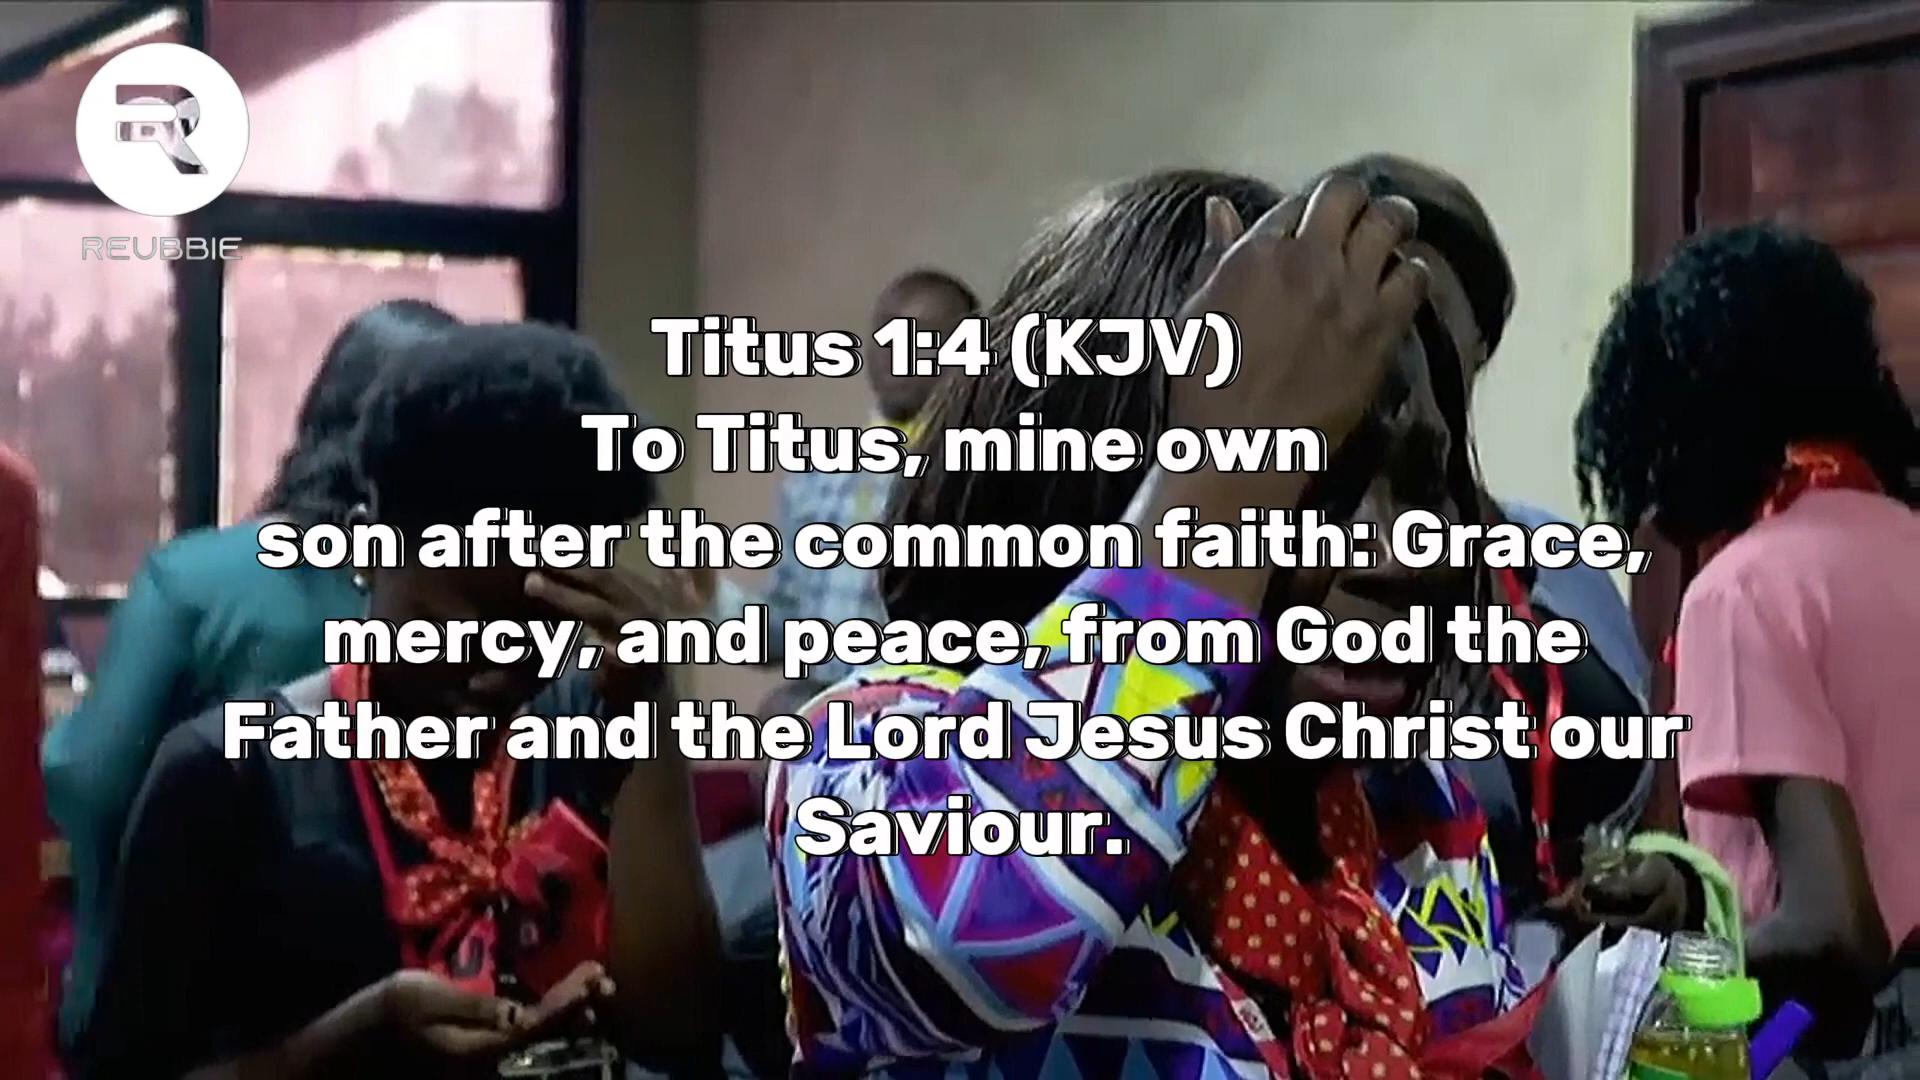 R
REUBBIE
Titus 1:4 (KJV)
To Titus, mine own
son after the common faith: Grace,
mercy, and peace, from God the
Father and the Lord Jesus Christ our
Saviour.